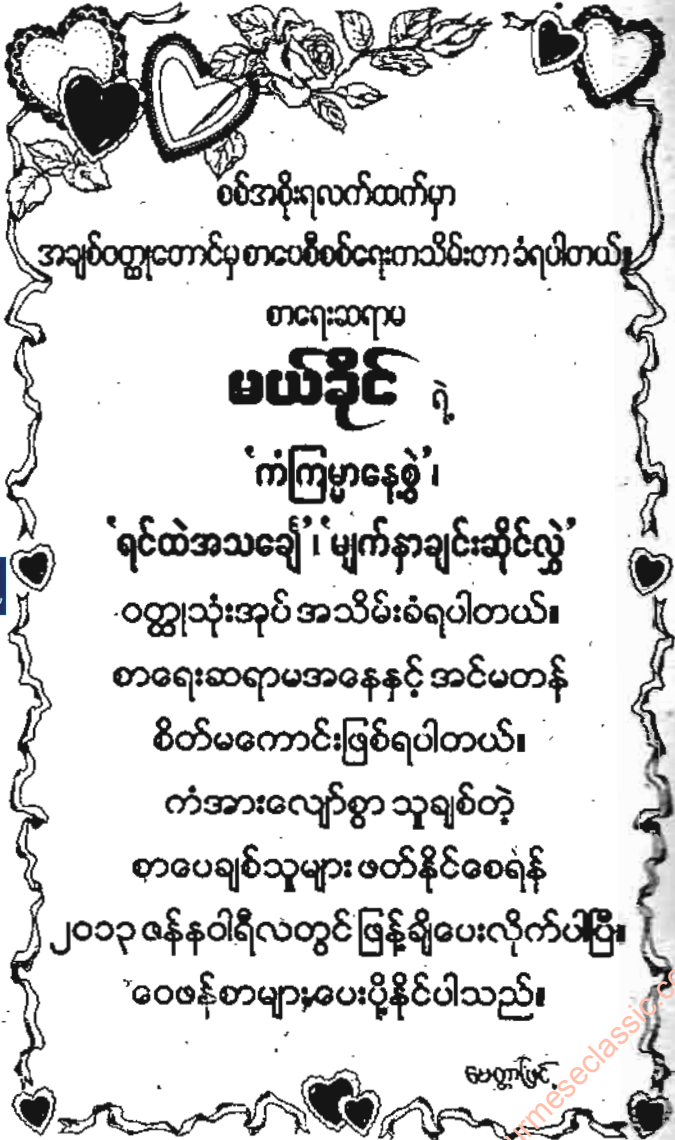 စစ်အစိုးရလက်ထက်မှာ
အချစ်ဝတ္ထုတောင်မှ စာပေစိစစ်ရေးကသိမ်းတာ ခံရပါတယ်။
စာရေးဆရာမ
မယ်ခိုင် ရဲ့
‘ကံကြမ္မာနေ့စွဲ’၊
‘ရင်ထဲအသချေႋ’၊ ‘မျက်နှာချင်းဆိုင်လွှဲ’
ဝတ္ထုသုံးအုပ် အသိမ်းခံရပါတယ်။
စာရေးဆရာမအနေနှင့် အင်မတန်
စိတ်မကောင်းဖြစ်ရပါတယ်။
ကံအားလျော်စွာ သူချစ်တဲ့
စာပေချစ်သူများ ဖတ်နိုင်စေရန်
၂၀၁၃ ဇန်နဝါရီလတွင် ဖြန့်ချိပေးလိုက်ပါပြီ။
ဝေဖန်စာများ ပေးပို့နိုင်ပါသည်။
မေတ္တာဖြင့်